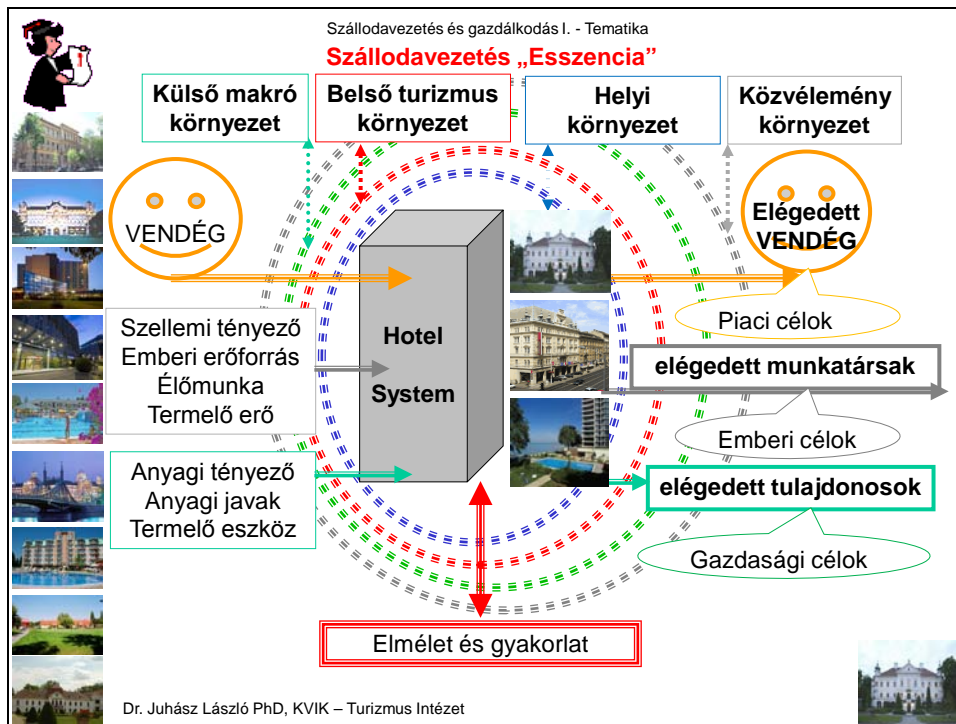 Szállodavezetés és gazdálkodás I. - Tematika
Szállodavezetés „Esszencia”
Külső makró
környezet
Belső turizmus
környezet
Helyi
környezet
Közvélemény
környezet
VENDÉG
Elégedett
VENDÉG
Piaci célok
Szellemi tényező
Emberi erőforrás
Élőmunka
Termelő erő
Hotel
System
elégedett munkatársak
Emberi célok
Anyagi tényező
Anyagi javak
Termelő eszköz
elégedett tulajdonosok
Gazdasági célok
Elmélet és gyakorlat
Dr. Juhász László PhD, KVIK – Turizmus Intézet